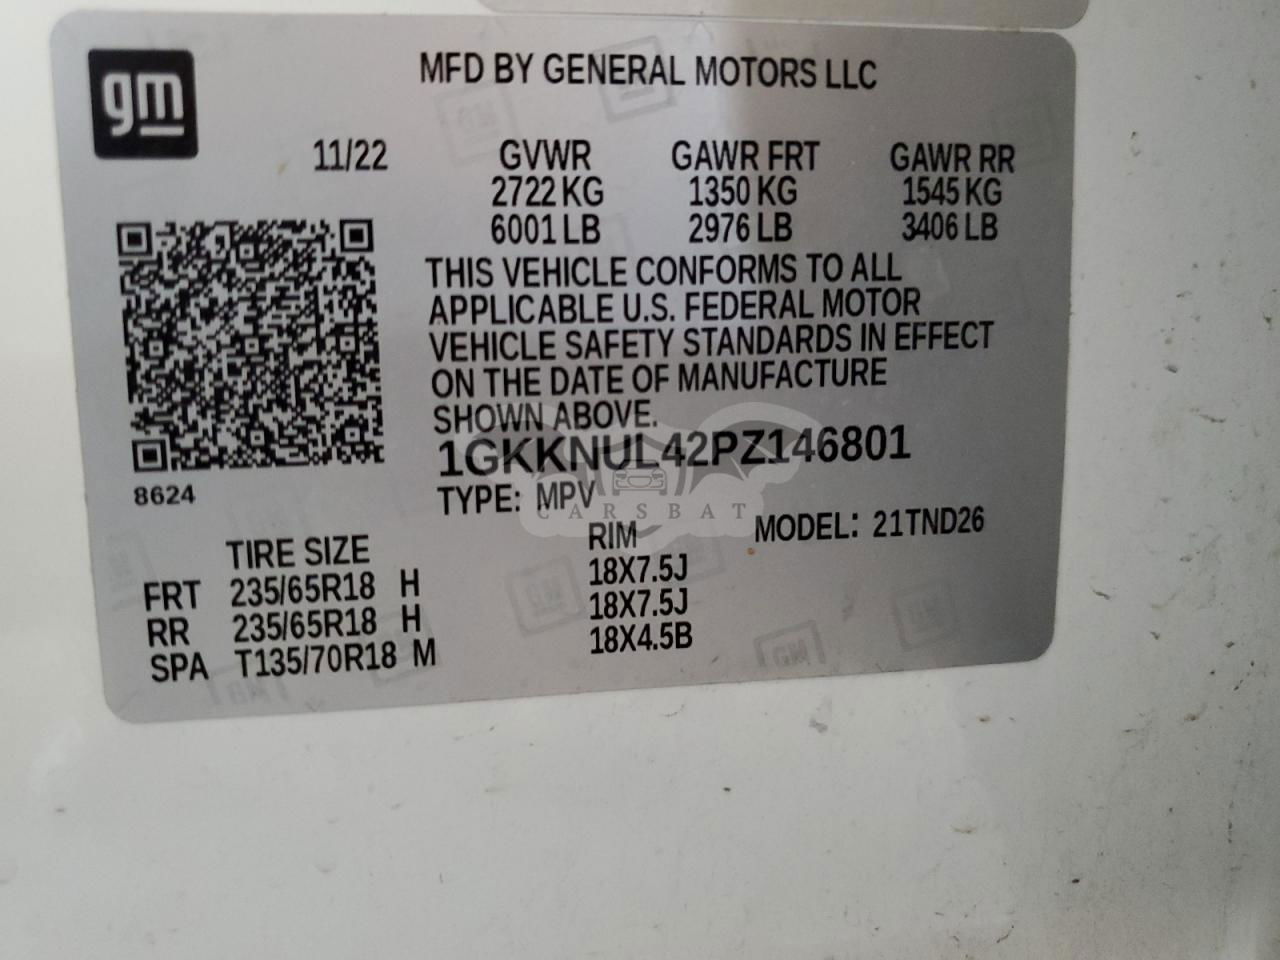 gm
MFD BY GENERAL MOTORS LLC
11/22 GVWR GAWR FRT GAWR RR
2722 KG 1350 KG 1545 KG
6001 LB 2976 LB 3406 LB
THIS VEHICLE CONFORMS TO ALL
APPLICABLE U.S. FEDERAL MOTOR
VEHICLE SAFETY STANDARDS IN EFFECT
ON THE DATE OF MANUFACTURE
SHOWN ABOVE.
1GKKNUL42PZ146801
8624
TYPE: MPV
CARSBAT
MODEL: 21TND26
TIRE SIZE RIM
FRT 235/65R18 H 18X7.5J
RR 235/65R18 H 18X7.5J
SPA T135/70R18 M 18X4.5B